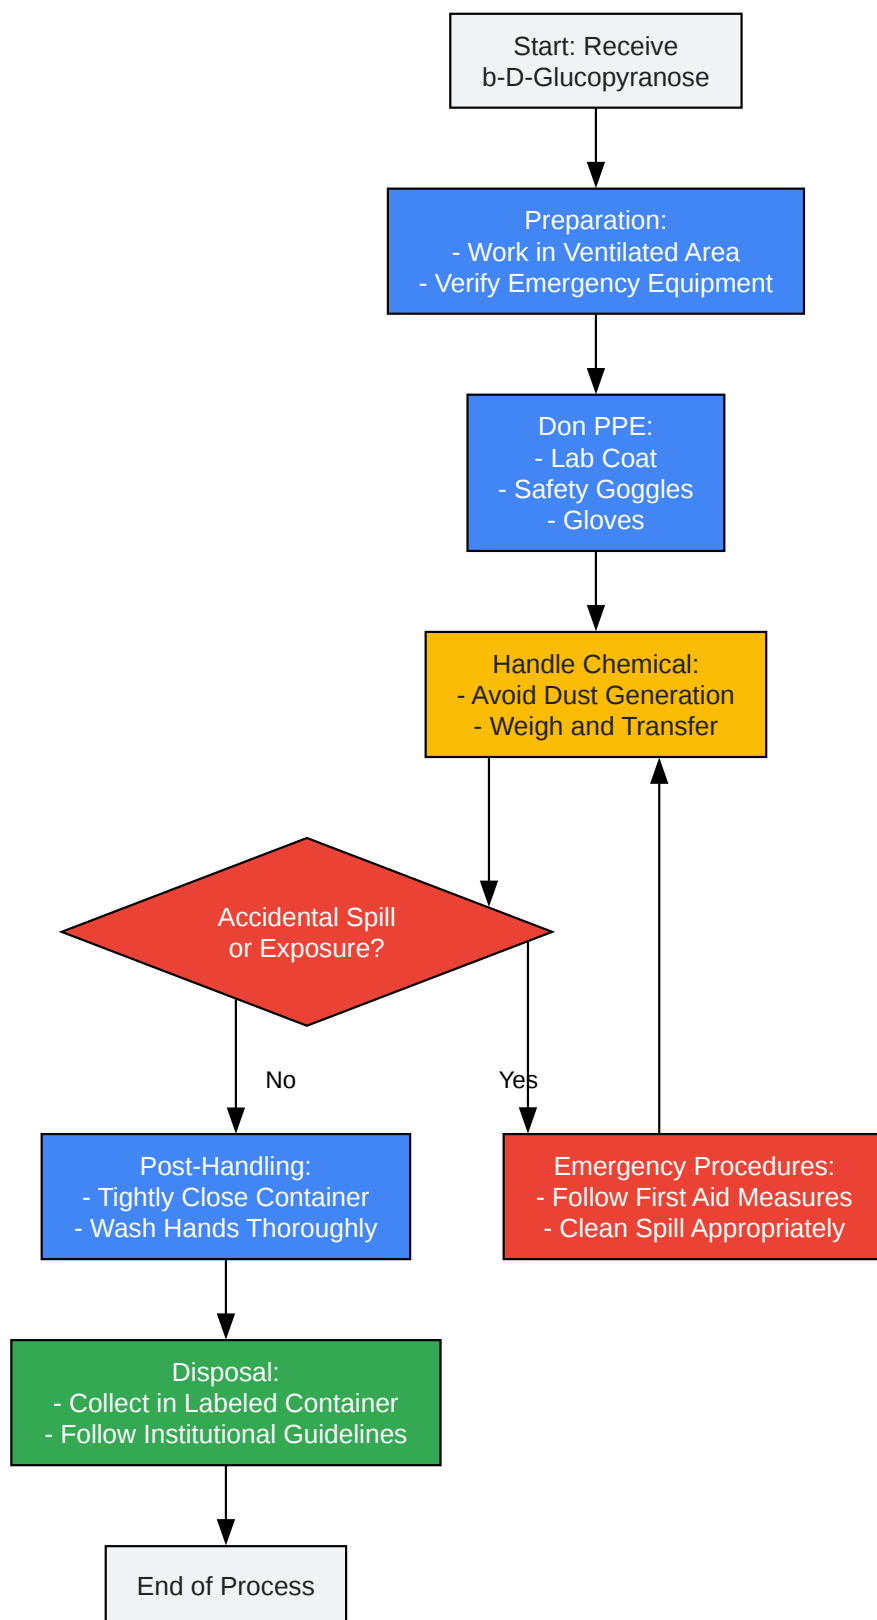 Start: Receive
b-D-Glucopyranose
Preparation:
- Work in Ventilated Area
- Verify Emergency Equipment
Don PPE:
- Lab Coat
- Safety Goggles
- Gloves
Handle Chemical:
- Avoid Dust Generation
- Weigh and Transfer
Accidental Spill
or Exposure?
No
Yes
Post-Handling:
- Tightly Close Container
- Wash Hands Thoroughly
Emergency Procedures:
- Follow First Aid Measures
- Clean Spill Appropriately
Disposal:
- Collect in Labeled Container
- Follow Institutional Guidelines
End of Process